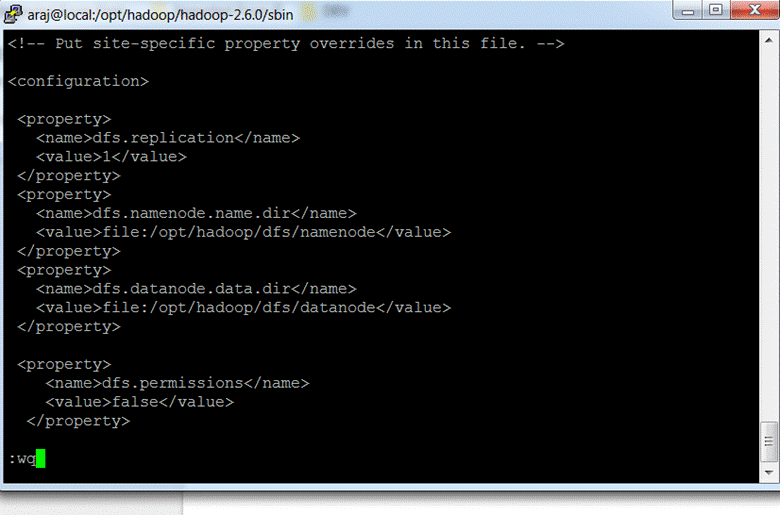 araj@local:/opt/hadoop/hadoop-2.6.0/sbin
<!-- Put site-specific property overrides in this file. -->
<configuration>
<property>
<name>dfs.replication</name>
<value>1</value>
</property>
<property>
<name>dfs.namenode.name.dir</name>
<value>file:/opt/hadoop/dfs/namenode</value>
</property>
<property>
<name>dfs.datanode.data.dir</name>
<value>file:/opt/hadoop/dfs/datanode</value>
</property>
<property>
<name>dfs.permissions</name>
<value>false</value>
</property>
:wq